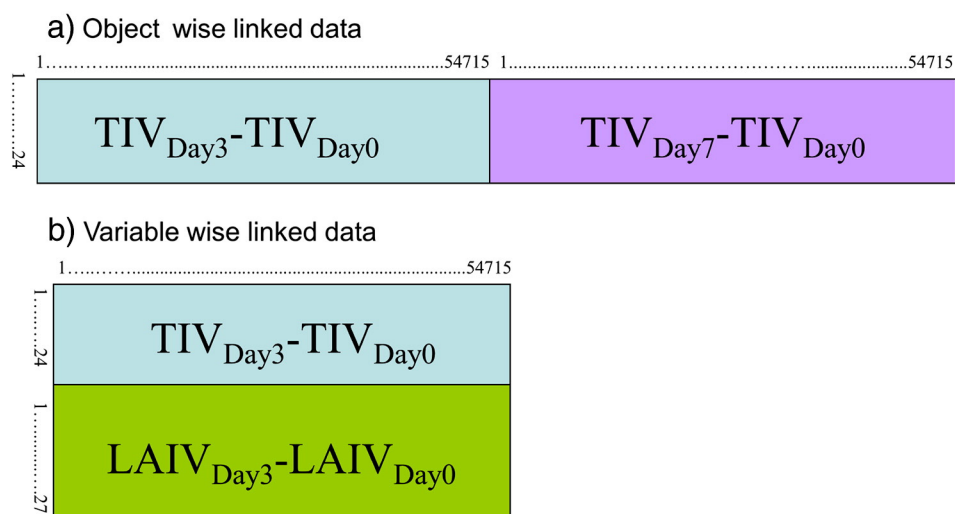 a) Object wise linked data
1..................................................54715 1..................................................54715
1............24
TIVDay3-TIVDay0 TIVDay7-TIVDay0
b) Variable wise linked data
1..................................................54715
1.........24
TIVDay3-TIVDay0
1..............27
LAIVDay3-LAIVDay0